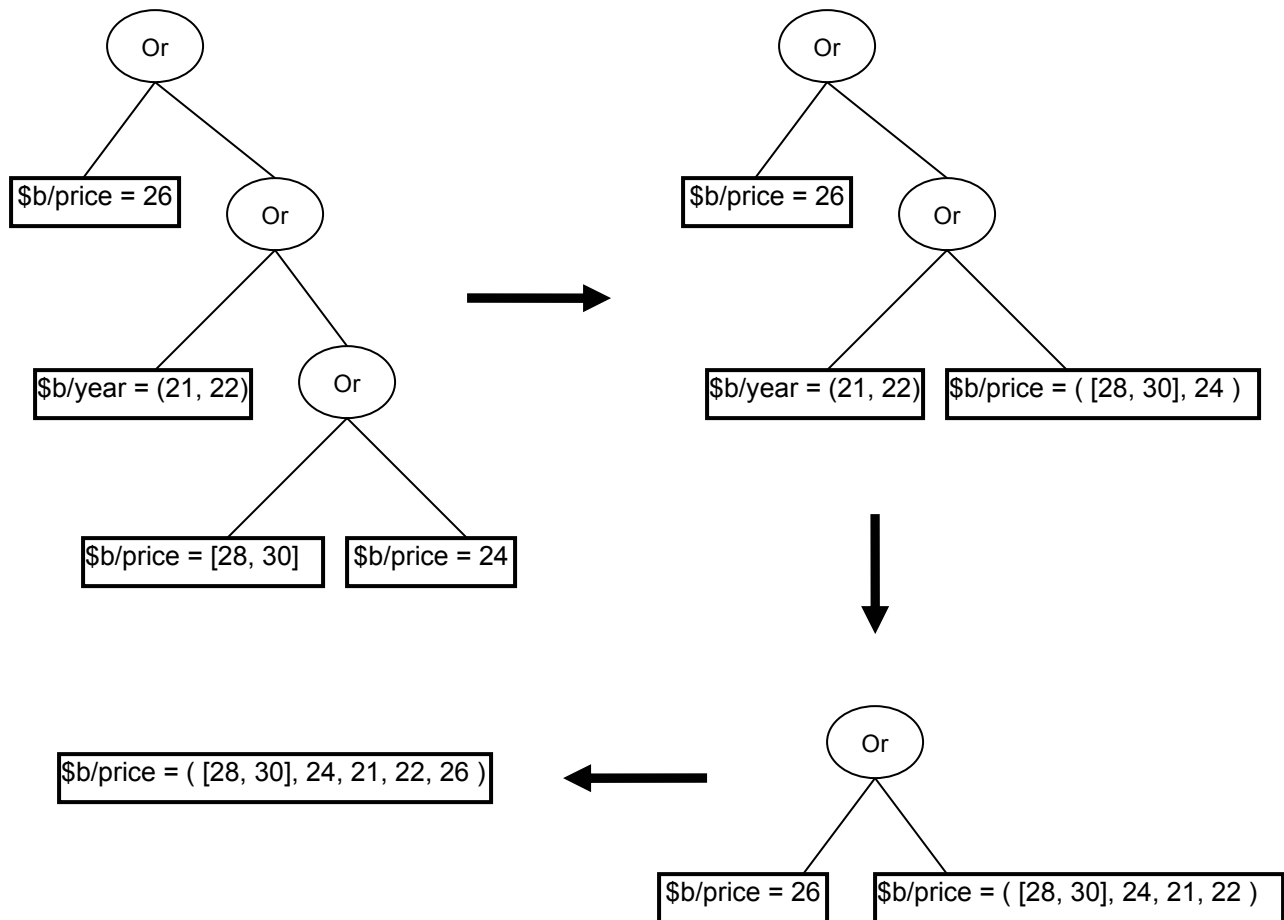 Or
$b/price = 26
Or
$b/year = (21, 22)
Or
$b/price = [28, 30]
$b/price = 24
Or
$b/price = 26
Or
$b/year = (21, 22)
$b/price = ( [28, 30], 24 )
Or
$b/price = 26
$b/price = ( [28, 30], 24, 21, 22 )
$b/price = ( [28, 30], 24, 21, 22, 26 )